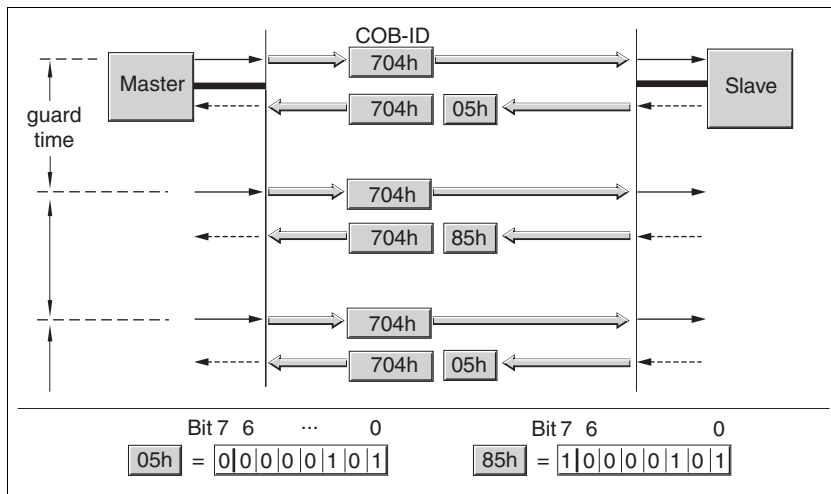 COB-ID
704h
Master
Slave
704h 05h
guard
time
704h
704h 85h
704h
704h 05h
Bit 7 6 ... 0
05h = 0 0 0 0 0 1 0 1
Bit 7 6 0
85h = 1 0 0 0 0 1 0 1